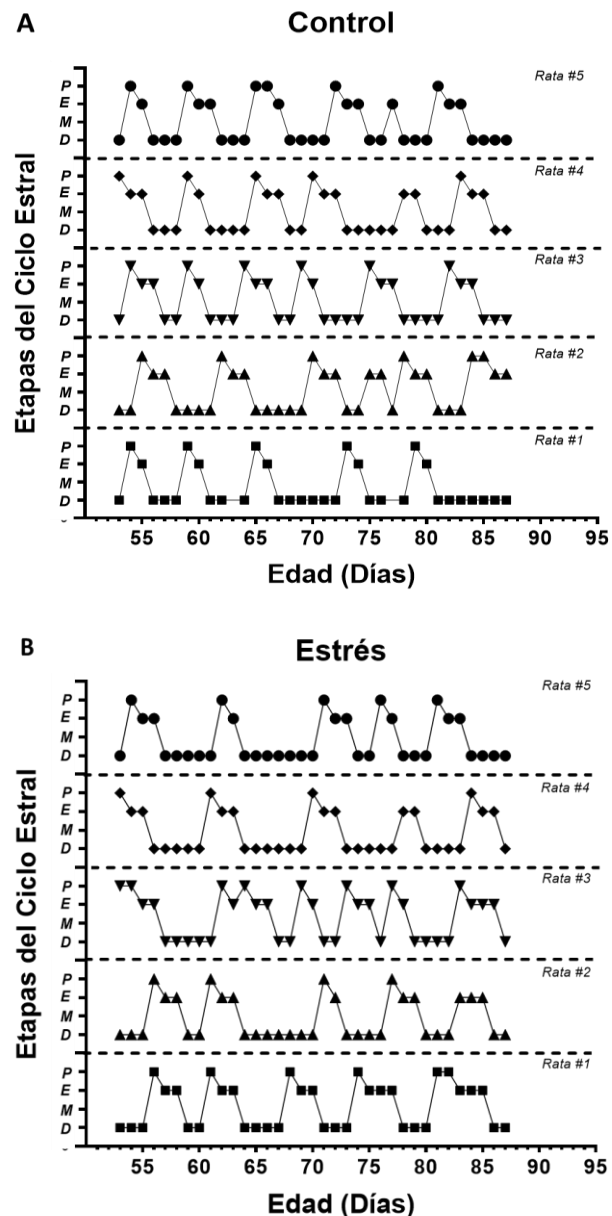 A
Control
Etapas del Ciclo Estral
P
E
M
D
Rata #5
P
E
M
D
Rata #4
P
E
M
D
Rata #3
P
E
M
D
Rata #2
P
E
M
D
Rata #1
55 60 65 70 75 80 85 90 95
Edad (Días)
B
Estrés
Etapas del Ciclo Estral
P
E
M
D
Rata #5
P
E
M
D
Rata #4
P
E
M
D
Rata #3
P
E
M
D
Rata #2
P
E
M
D
Rata #1
55 60 65 70 75 80 85 90 95
Edad (Días)